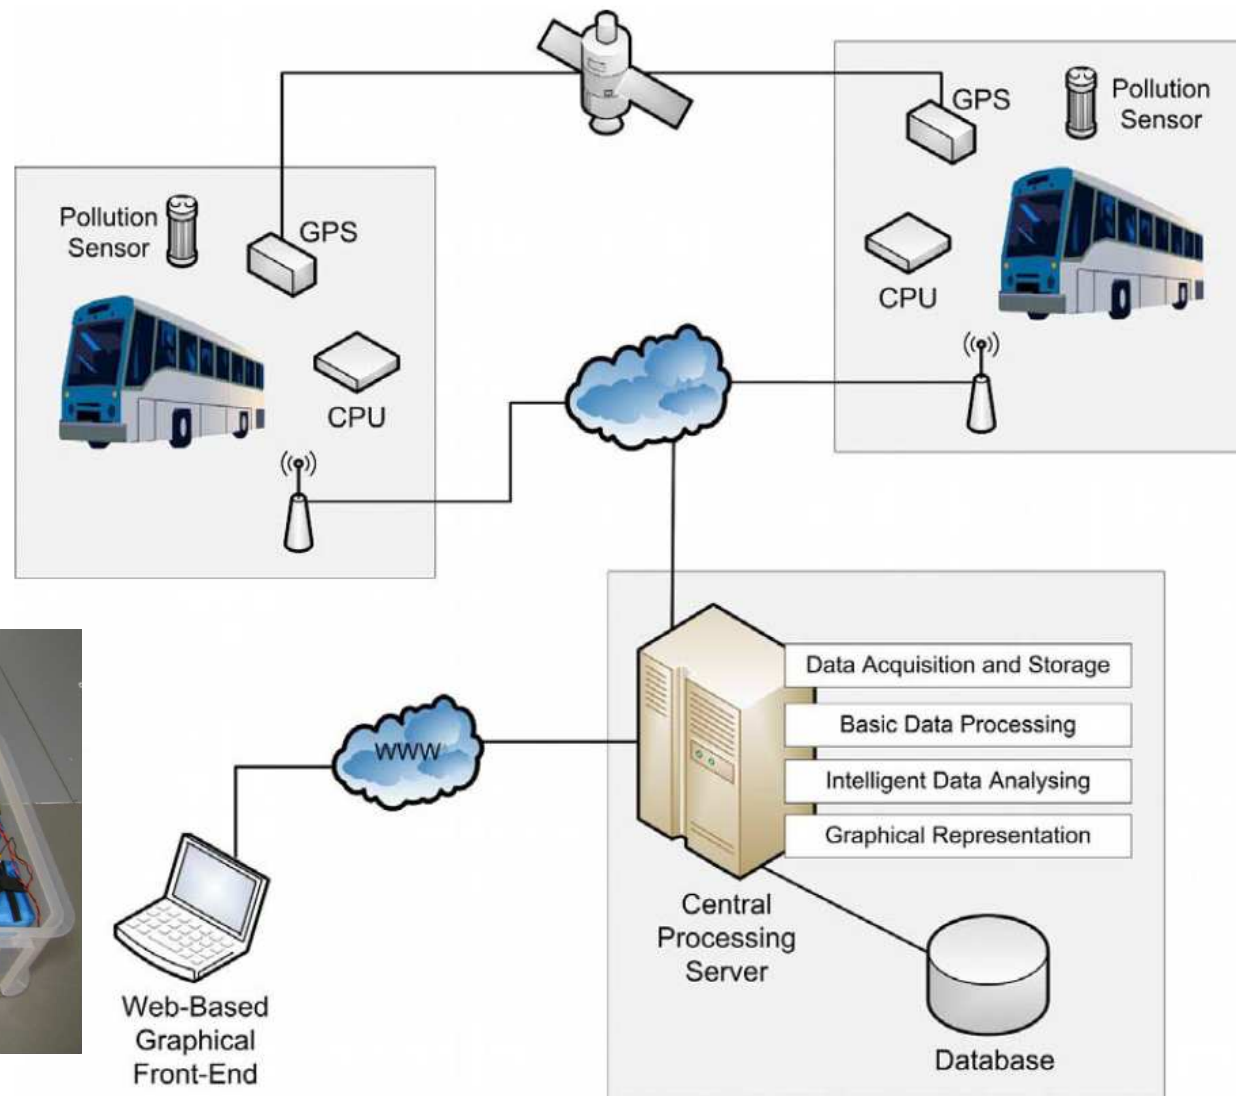 GPS
Pollution
Sensor
CPU
Pollution
Sensor
GPS
CPU
Data Acquisition and Storage
Basic Data Processing
Intelligent Data Analysing
Graphical Representation
WWW
Central
Processing
Server
Web-Based
Graphical
Front-End
Database